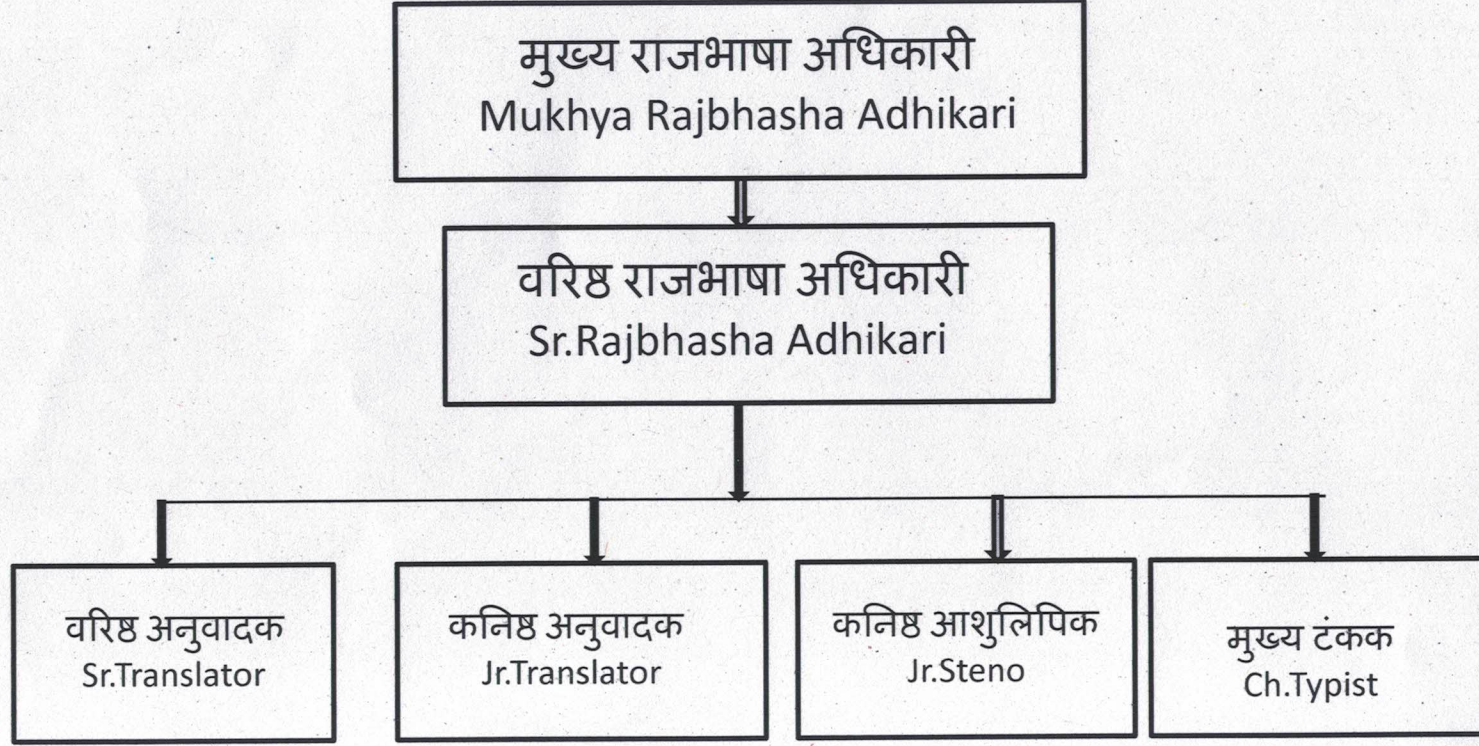 मुख्य राजभाषा अधिकारी
Mukhya Rajbhasha Adhikari
वरिष्ठ राजभाषा अधिकारी
Sr.Rajbhasha Adhikari
वरिष्ठ अनुवादक
Sr.Translator
कनिष्ठ अनुवादक
Jr.Translator
कनिष्ठ आशुलिपिक
Jr.Steno
मुख्य टंकक
Ch.Typist